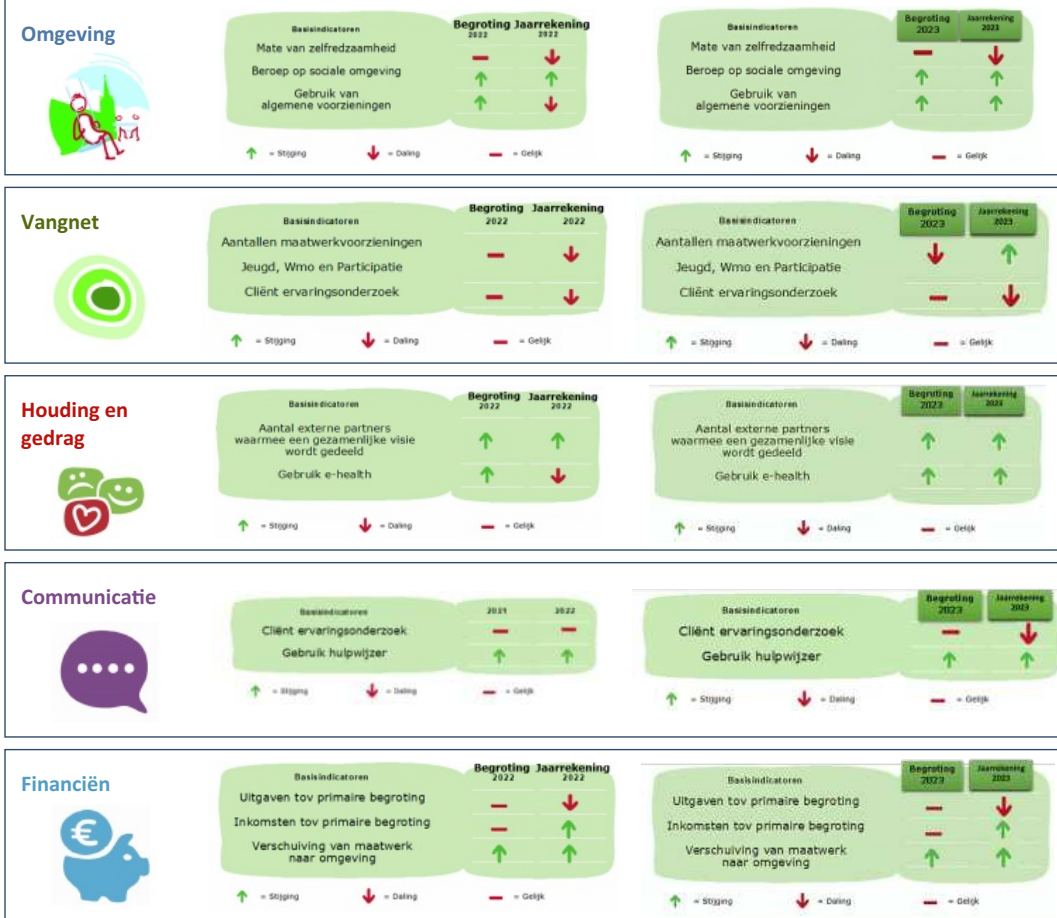 Omgeving
Basisindicatoren
Begroting Jaarrekening
2022 2022
Mate van zelfredzaamheid
Beroep op sociale omgeving
Gebruik van
algemene voorzieningen
= Stijging = Daling = Gelijk
Basisindicatoren
Begroting Jaarrekening
2023 2023
Mate van zelfredzaamheid
Beroep op sociale omgeving
Gebruik van
algemene voorzieningen
= Stijging = Daling = Gelijk
Vangnet
Basisindicatoren
Begroting Jaarrekening
2022 2022
Aantallen maatwerkvoorzieningen
Jeugd, Wmo en Participatie
Cliënt ervaringsonderzoek
= Stijging = Daling = Gelijk
Basisindicatoren
Begroting Jaarrekening
2023 2023
Aantallen maatwerkvoorzieningen
Jeugd, Wmo en Participatie
Cliënt ervaringsonderzoek
= Stijging = Daling = Gelijk
Houding en
gedrag
Basisindicatoren
Begroting Jaarrekening
2022 2022
Aantal externe partners
waarmee een gezamenlijke visie
wordt gedeeld
Gebruik e-health
= Stijging = Daling = Gelijk
Basisindicatoren
Begroting Jaarrekening
2023 2023
Aantal externe partners
waarmee een gezamenlijke visie
wordt gedeeld
Gebruik e-health
= Stijging = Daling = Gelijk
Communicatie
Basisindicatoren
2021 2022
Cliënt ervaringsonderzoek
Gebruik hulpwijzer
= Stijging = Daling = Gelijk
Basisindicatoren
Begroting Jaarrekening
2023 2023
Cliënt ervaringsonderzoek
Gebruik hulpwijzer
= Stijging = Daling = Gelijk
Financiën
€
Basisindicatoren
Begroting Jaarrekening
2022 2022
Uitgaven tov primaire begroting
Inkomsten tov primaire begroting
Verschuiving van maatwerk
naar omgeving
= Stijging = Daling = Gelijk
Basisindicatoren
Begroting Jaarrekening
2023 2023
Uitgaven tov primaire begroting
Inkomsten tov primaire begroting
Verschuiving van maatwerk
naar omgeving
= Stijging = Daling = Gelijk